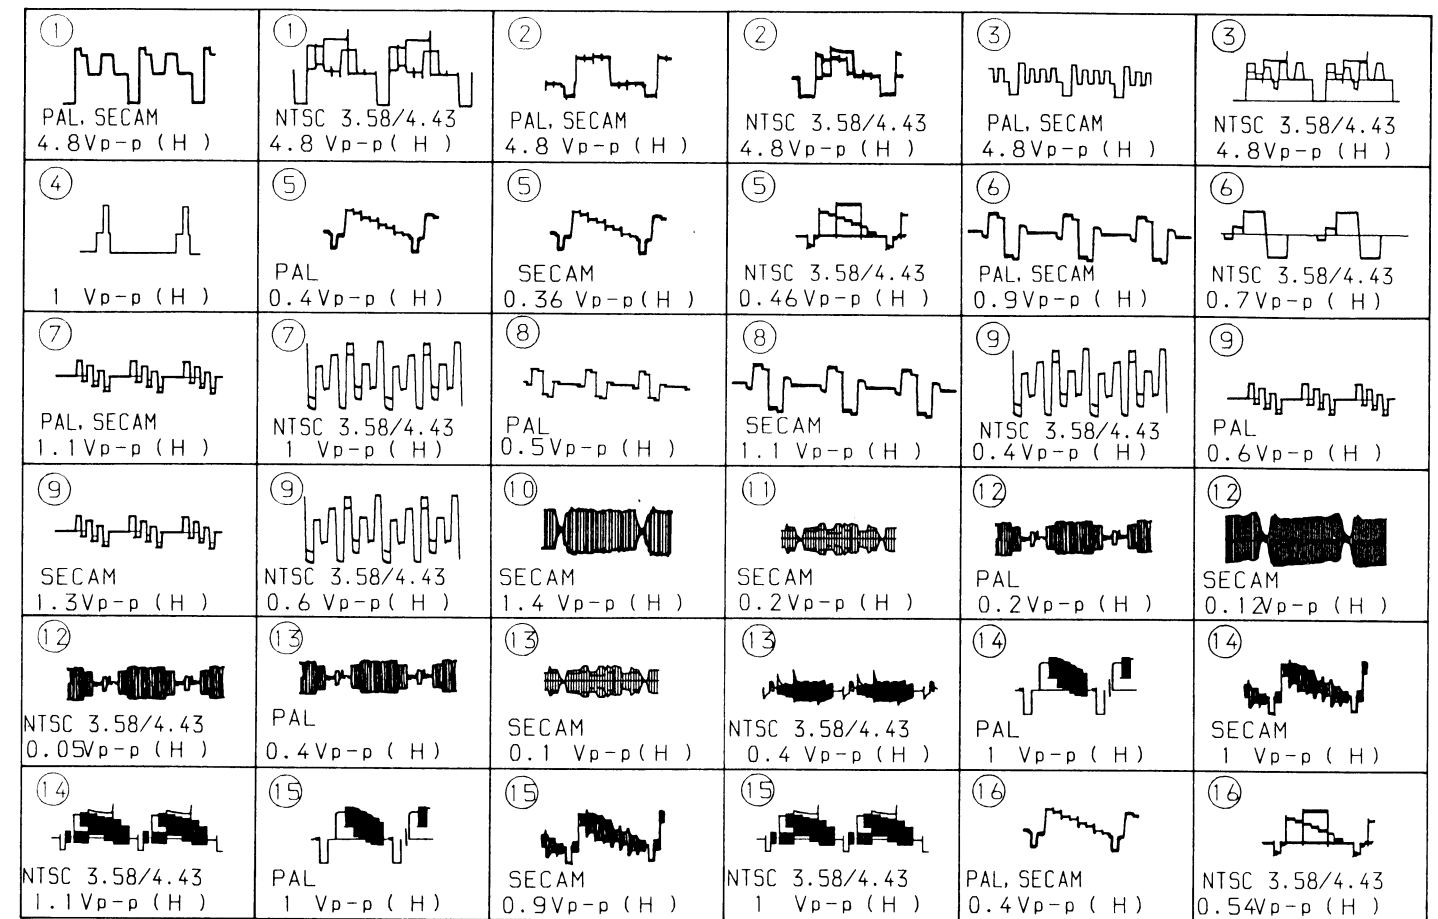 ①
PAL, SECAM
4.8Vp-p (H)
①
NTSC 3.58/4.43
4.8 Vp-p (H)
②
PAL, SECAM
4.8 Vp-p (H)
②
NTSC 3.58/4.43
4.8Vp-p (H)
③
PAL, SECAM
4.8Vp-p (H)
③
NTSC 3.58/4.43
4.8Vp-p (H)
④
1 Vp-p (H)
⑤
PAL
0.4Vp-p (H)
⑤
SECAM
0.36 Vp-p (H)
⑤
NTSC 3.58/4.43
0.46Vp-p (H)
⑥
PAL, SECAM
0.9Vp-p (H)
⑥
NTSC 3.58/4.43
0.7Vp-p (H)
⑦
PAL, SECAM
1.1Vp-p (H)
⑦
NTSC 3.58/4.43
1 Vp-p (H)
⑧
PAL
0.5Vp-p (H)
⑧
SECAM
1.1 Vp-p (H)
⑨
NTSC 3.58/4.43
0.4Vp-p (H)
⑨
PAL
0.6Vp-p (H)
⑨
SECAM
1.3Vp-p (H)
⑨
NTSC 3.58/4.43
0.6 Vp-p (H)
⑩
SECAM
1.4 Vp-p (H)
⑪
SECAM
0.2Vp-p (H)
⑫
PAL
0.2Vp-p (H)
⑫
SECAM
0.12Vp-p (H)
⑫
NTSC 3.58/4.43
0.05Vp-p (H)
⑬
PAL
0.4Vp-p (H)
⑬
SECAM
0.1 Vp-p (H)
⑬
NTSC 3.58/4.43
0.4 Vp-p (H)
⑭
PAL
1 Vp-p (H)
⑭
SECAM
1 Vp-p (H)
⑭
NTSC 3.58/4.43
1.1Vp-p (H)
⑮
PAL
1 Vp-p (H)
⑮
SECAM
0.9Vp-p (H)
⑮
NTSC 3.58/4.43
1 Vp-p (H)
⑯
PAL, SECAM
0.4Vp-p (H)
⑯
NTSC 3.58/4.43
0.54Vp-p (H)